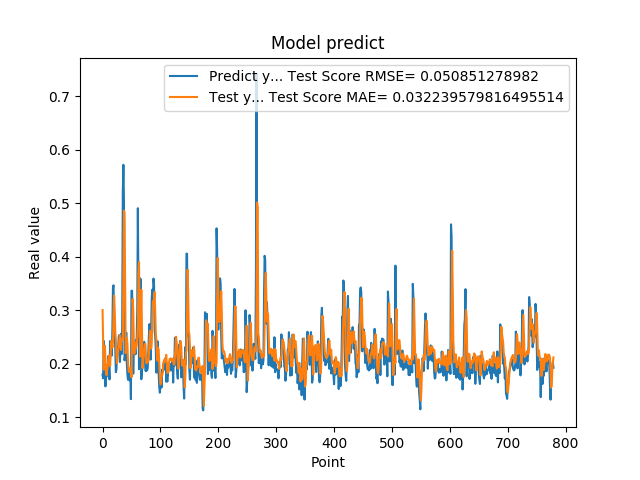 Model predict
Predict y... Test Score RMSE= 0.050851278982
Test y... Test Score MAE= 0.032239579816495514
0.7
0.6
0.5
0.4
0.3
0.2
0.1
Real value
0 100 200 300 400 500 600 700 800
Point